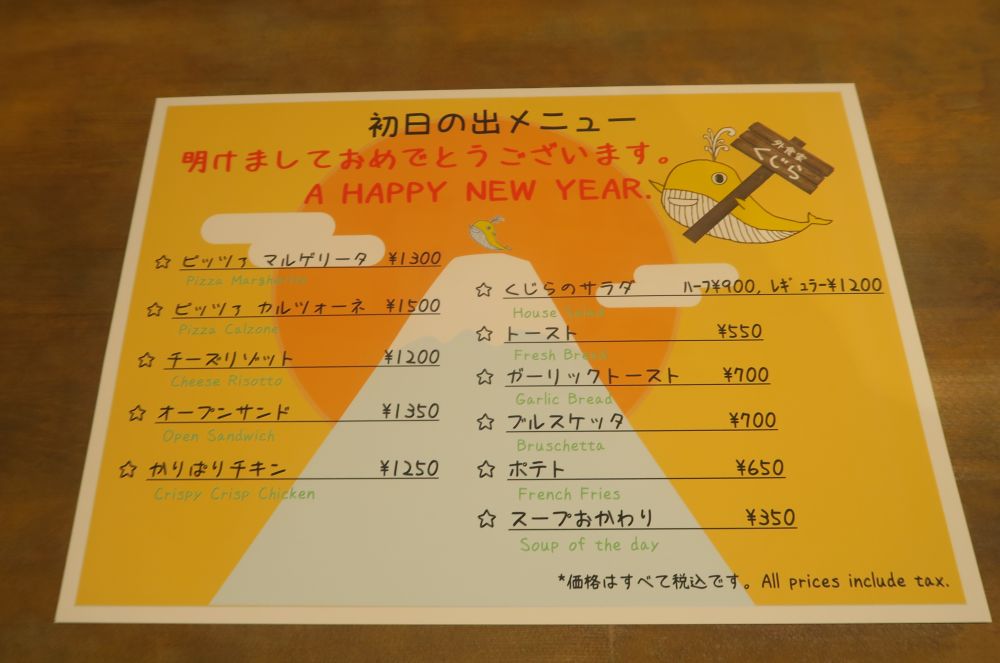 初日の出メニュー
明けましておめでとうございます。
A HAPPY NEW YEAR.
外食堂
くじら
☆ ピッツァ マルゲリータ ¥1300
Pizza Margherita
☆ ピッツァ カルツォーネ ¥1500
Pizza Calzone
☆ チーズリゾット ¥1200
Cheese Risotto
☆ オープンサンド ¥1350
Open Sandwich
☆ かりぱりチキン ¥1250
Crispy Crisp Chicken
☆ くじらのサラダ ハーフ¥900, レギュラー¥1200
House Salad
☆ トースト ¥550
Fresh Bread
☆ ガーリックトースト ¥700
Garlic Bread
☆ ブルスケッタ ¥700
Bruschetta
☆ ポテト ¥650
French Fries
☆ スープおかわり ¥350
Soup of the day
*価格はすべて税込です。All prices include tax.